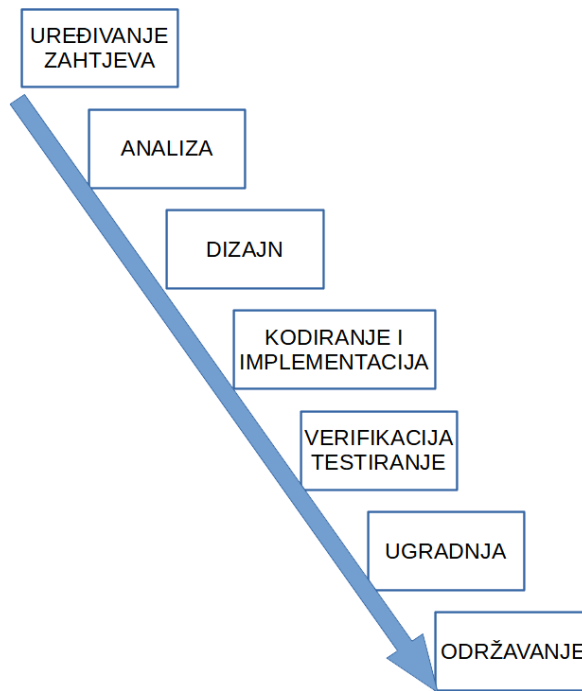 UREĐIVANJE
ZAHTJEVA
ANALIZA
DIZAJN
KODIRANJE I
IMPLEMENTACIJA
VERIFIKACIJA
TESTIRANJE
UGRADNJA
ODRŽAVANJE